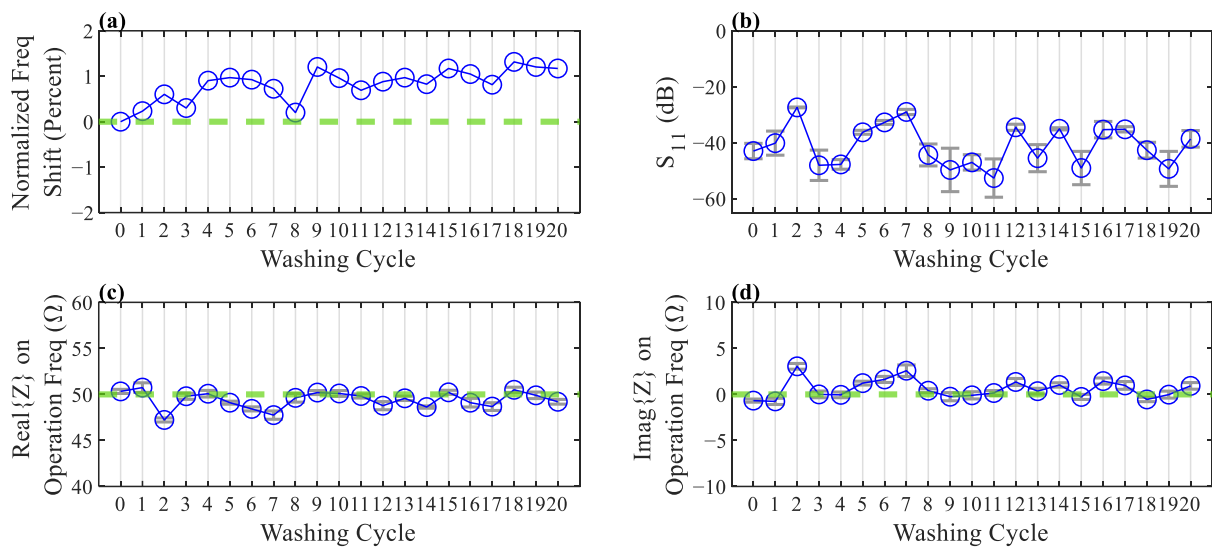 (a)
Normalized Freq
Shift (Percent)
2
1
0
−1
−2
0 1 2 3 4 5 6 7 8 9 10 11 12 13 14 15 16 17 18 19 20
Washing Cycle
(b)
S11 (dB)
0
−20
−40
−60
0 1 2 3 4 5 6 7 8 9 10 11 12 13 14 15 16 17 18 19 20
Washing Cycle
(c)
Real{Z} on
Operation Freq (Ω)
60
55
50
45
40
0 1 2 3 4 5 6 7 8 9 10 11 12 13 14 15 16 17 18 19 20
Washing Cycle
(d)
Imag{Z} on
Operation Freq (Ω)
10
5
0
−5
−10
0 1 2 3 4 5 6 7 8 9 10 11 12 13 14 15 16 17 18 19 20
Washing Cycle